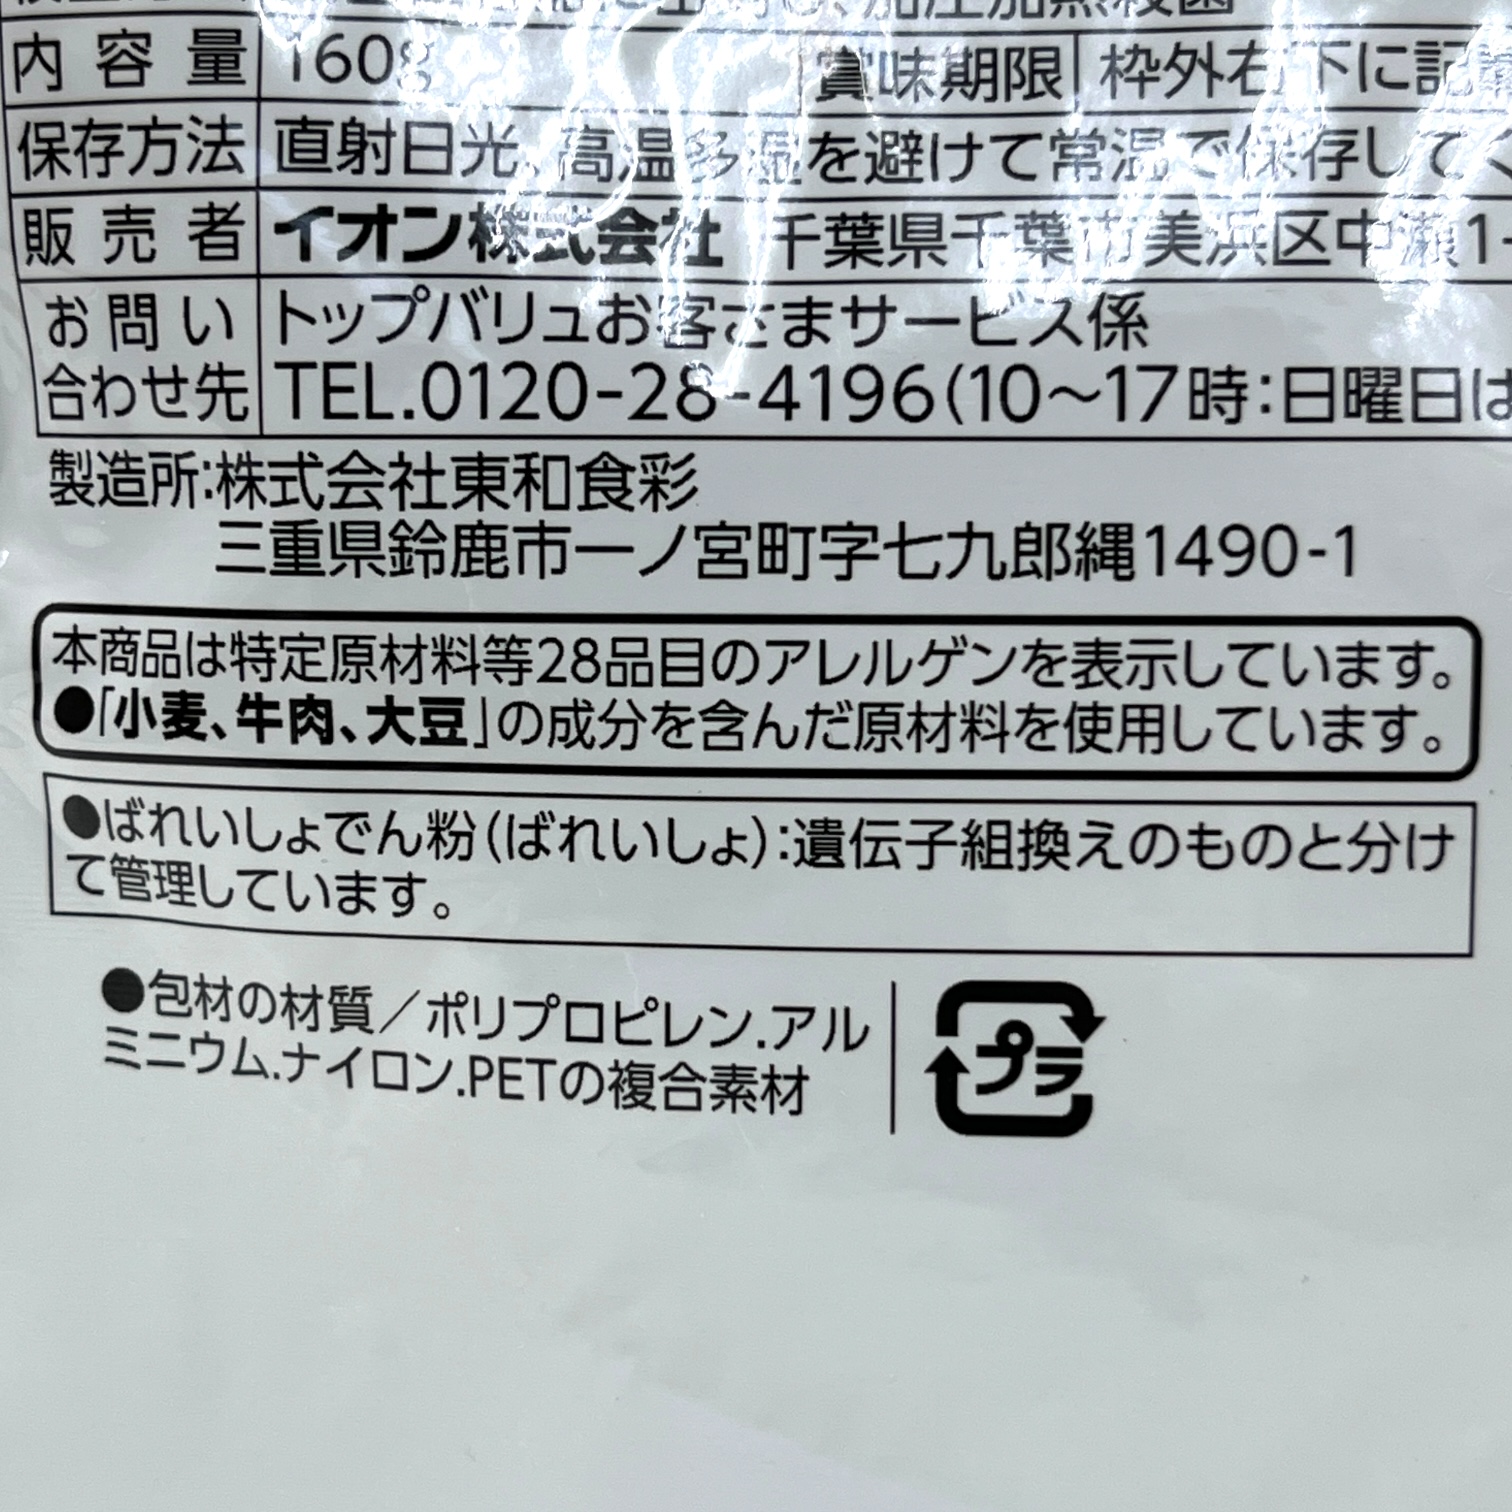 内容量 160g 賞味期限 枠外右下に記載
保存方法 直射日光、高温多湿を避けて常温で保存して
販売者 イオン株式会社 千葉県千葉市美浜区中瀬1-
お問い トップバリュお客さまサービス係
合わせ先 TEL.0120-28-4196(10〜17時:日曜日は
製造所:株式会社東和食彩
三重県鈴鹿市一ノ宮町字七九郎縄1490-1
本商品は特定原材料等28品目のアレルゲンを表示しています。
●「小麦、牛肉、大豆」の成分を含んだ原材料を使用しています。
●ばれいしょでん粉(ばれいしょ):遺伝子組換えのものと分け
て管理しています。
●包材の材質／ポリプロピレン.アル
ミニウム.ナイロン.PETの複合素材
プラ